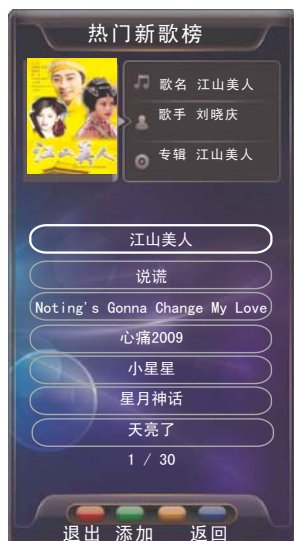 热门新歌榜
江山美人
歌名 江山美人
歌手 刘晓庆
专辑 江山美人
江山美人
说谎
Noting's Gonna Change My Love
心痛2009
小星星
星月神话
天亮了
1 / 30
退出 添加 返回